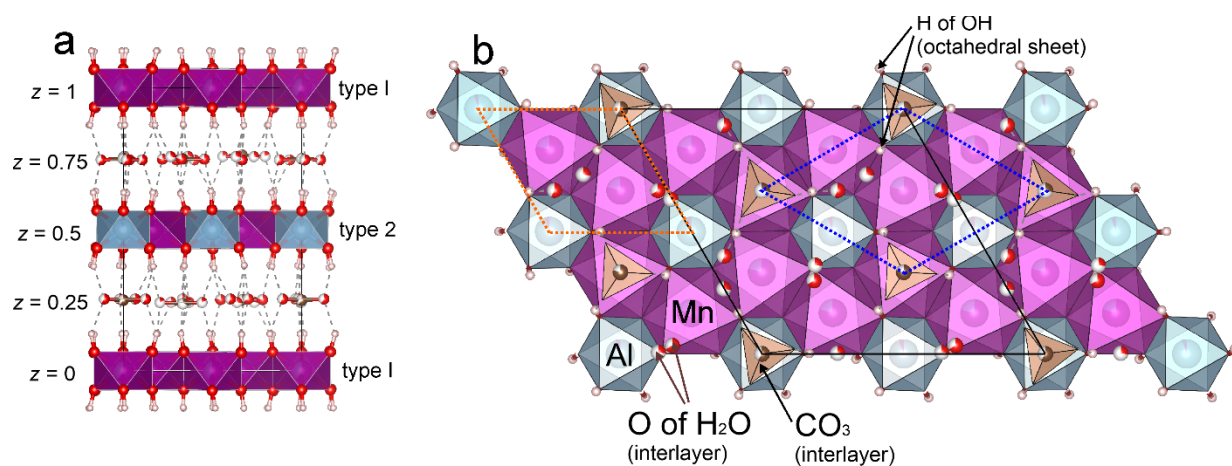 a
z = 1
type I
z = 0.75
z = 0.5
type 2
z = 0.25
z = 0
type I
b
H of OH
(octahedral sheet)
Mn
Al
O of H₂O
(interlayer)
CO₃
(interlayer)